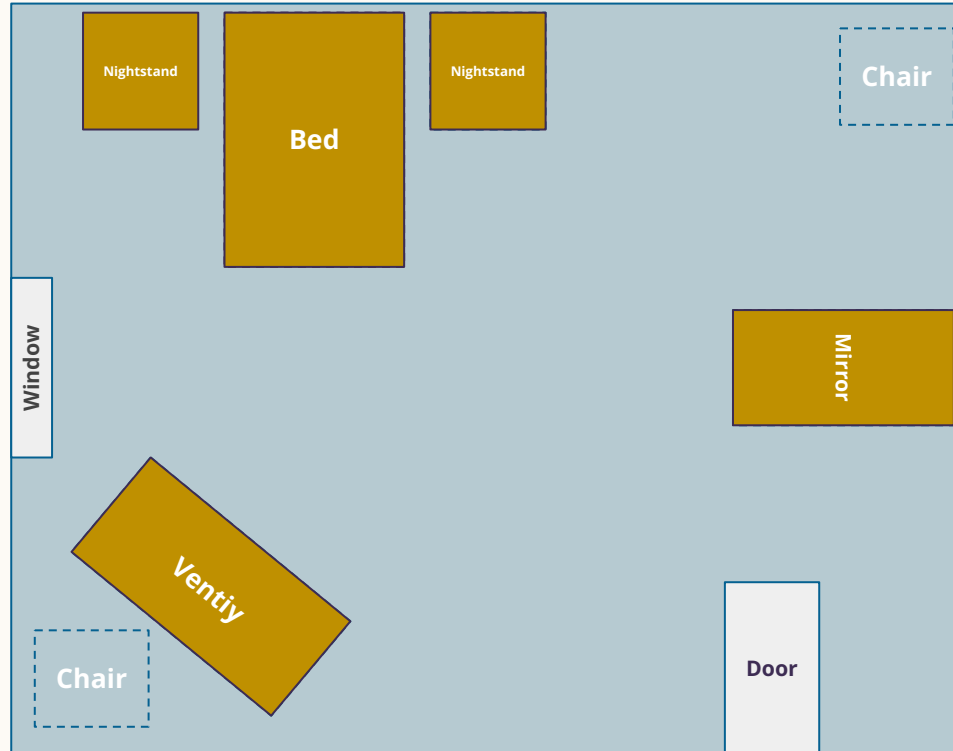 Nightstand
Nightstand
Chair
Bed
Window
Mirror
Ventiy
Chair
Door